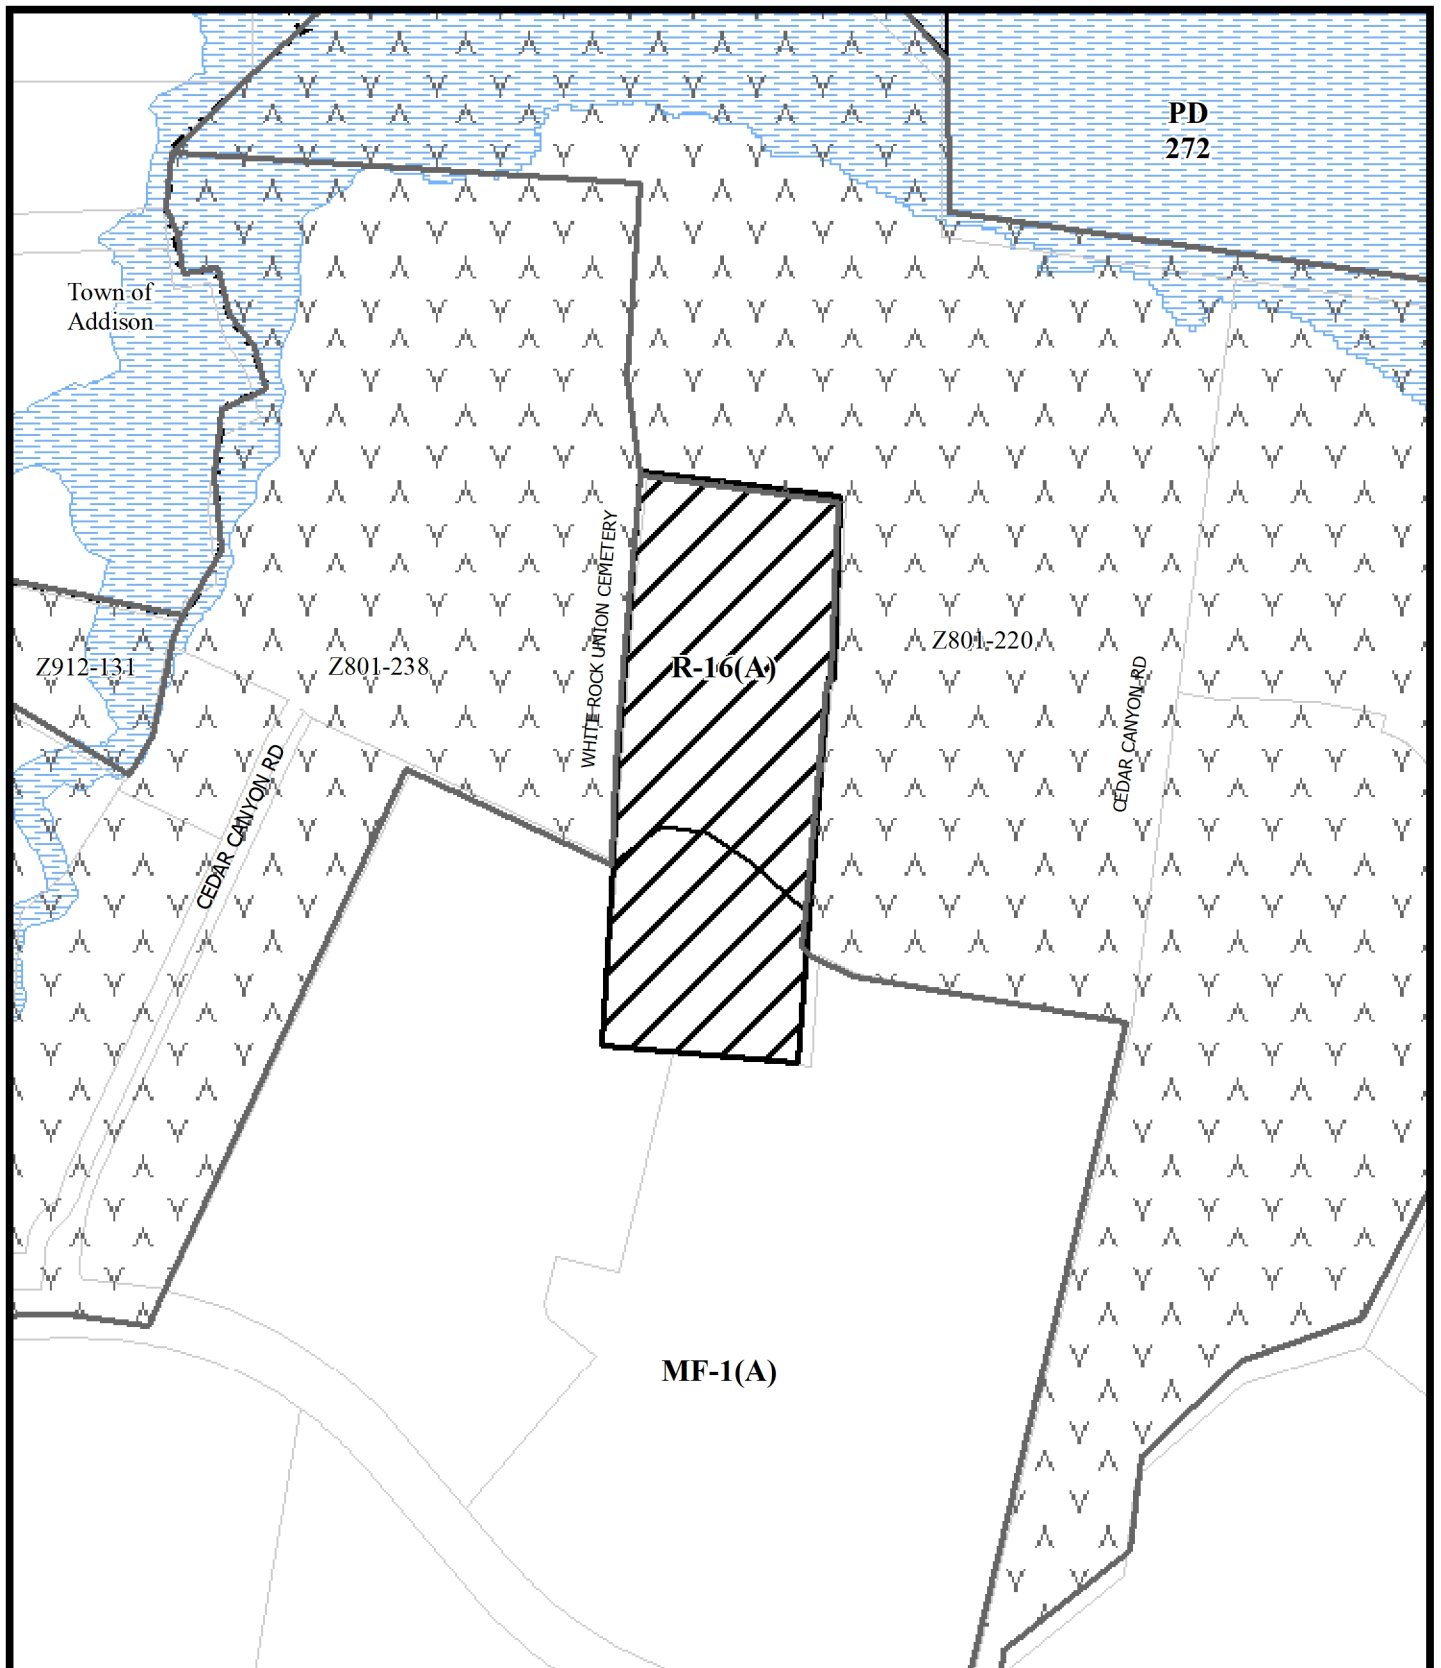 PD
272
Town of
Addison
WHITE ROCK UNION CEMETERY
Z801-220
R-16(A)
Z912-131
Z801-238
CEDAR CANYON RD
CEDAR CANYON RD
MF-1(A)